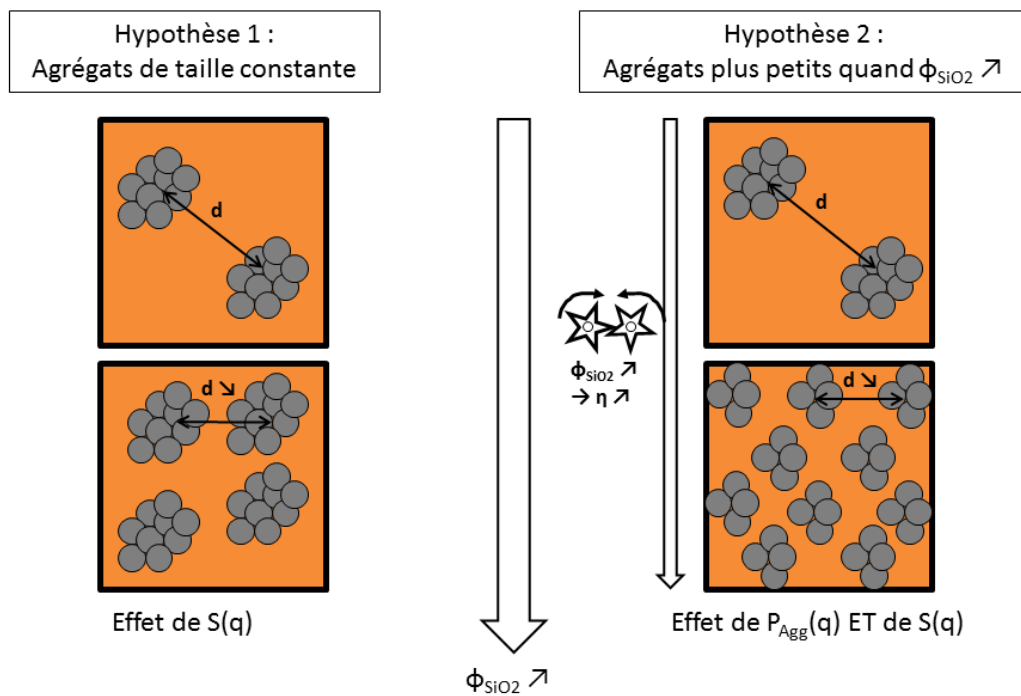 Hypothèse 1 :
Agrégats de taille constante
Hypothèse 2 :
Agrégats plus petits quand ϕSiO2 ↗
d
d
d ↘
ϕSiO2 ↗
→ η ↗
d ↘
Effet de S(q)
Effet de PAgg(q) ET de S(q)
ϕSiO2 ↗